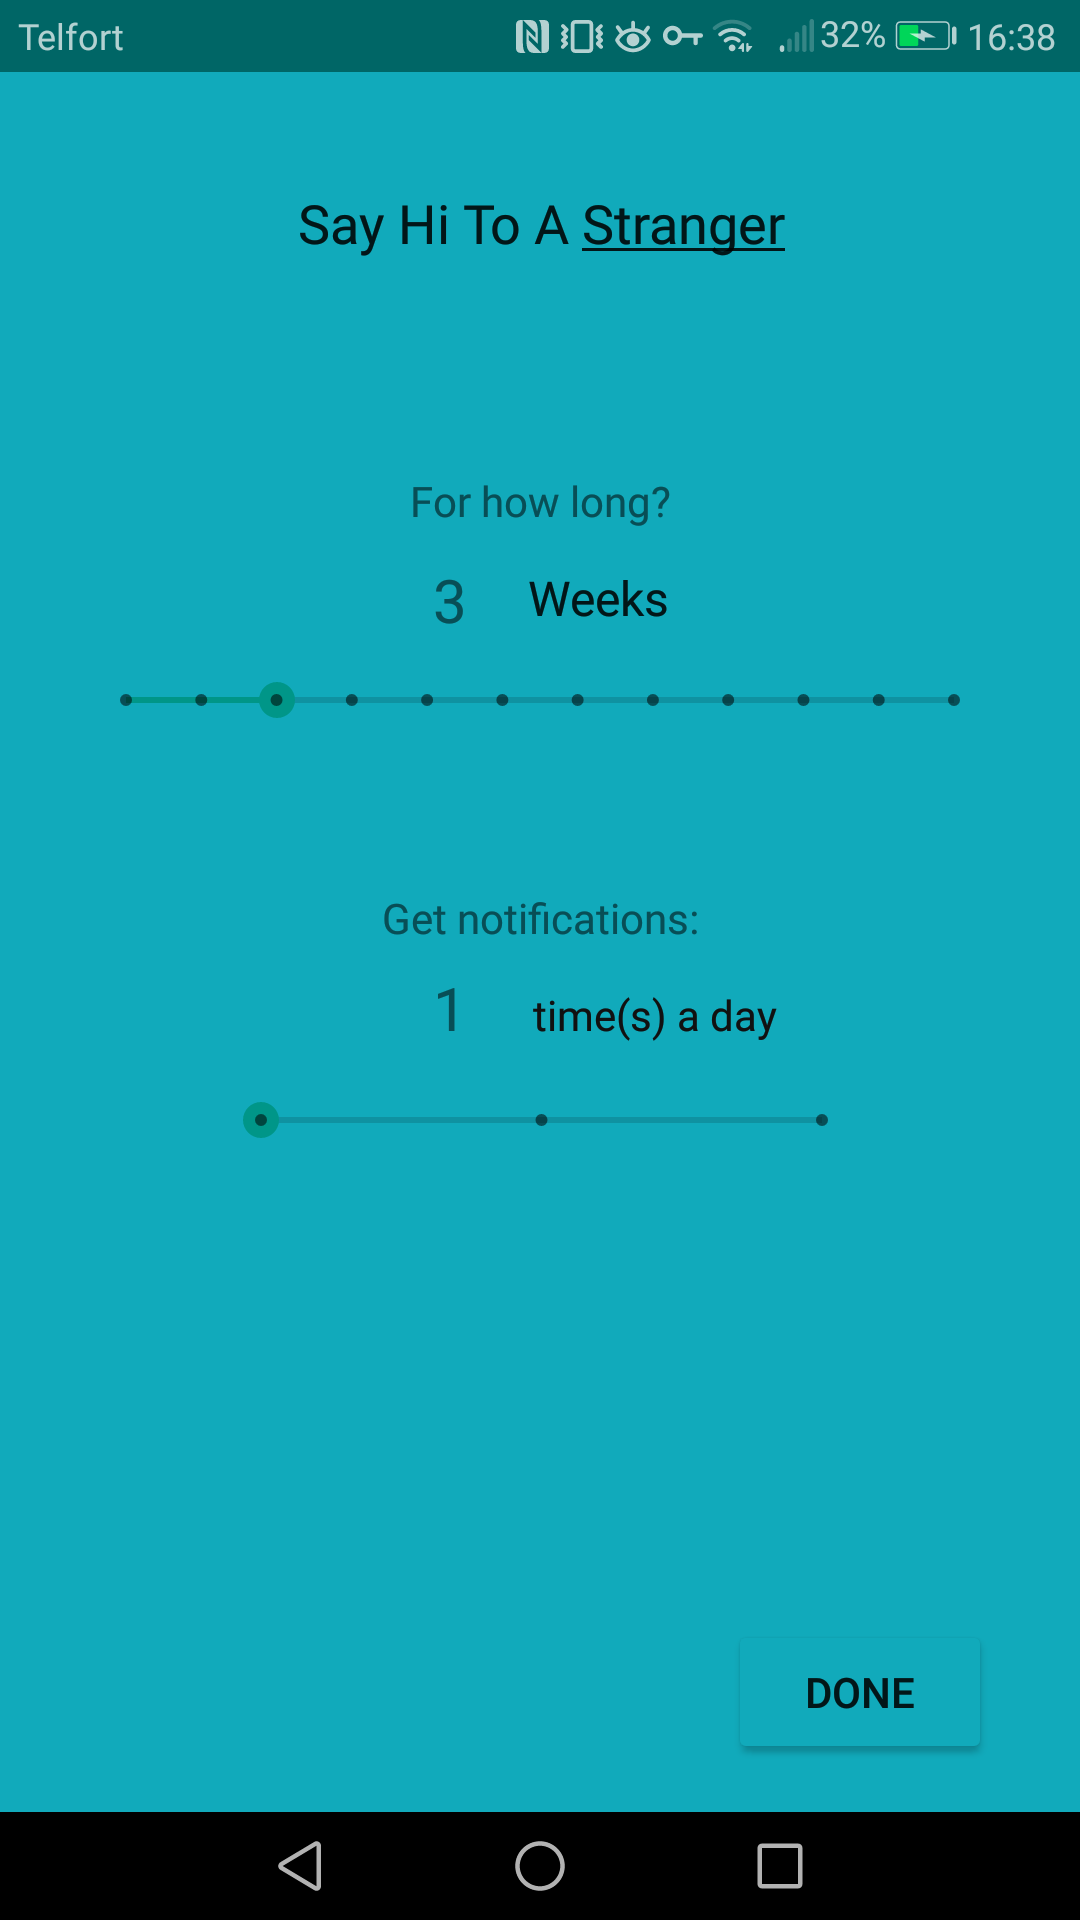 Telfort 32% 16:38
Say Hi To A Stranger
For how long?
3 Weeks
Get notifications:
1 time(s) a day
DONE